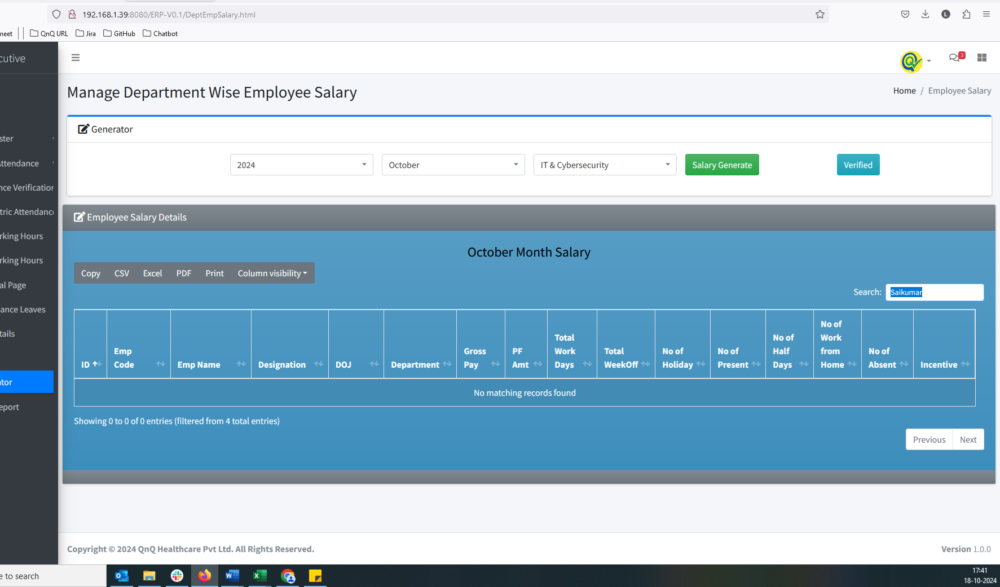 192.168.1.39:8080/ERP-V0.1/DeptEmpSalary.html
L
meet
QnQ URL
Jira
GitHub
Chatbot
cutive
3
Manage Department Wise Employee Salary
Home / Employee Salary
Generator
2024
October
IT & Cybersecurity
Salary Generate
Verified
ster
Attendance
nce Verification
tric Attendance
rking Hours
rking Hours
al Page
ance Leaves
tails
tor
eport
Employee Salary Details
October Month Salary
Copy
CSV
Excel
PDF
Print
Column visibility
Search: Saikumar
ID
Emp
Code
Emp Name
Designation
DOJ
Department
Gross
Pay
PF
Amt
Total
Work
Days
Total
WeekOff
No of
Holiday
No of
Present
No of
Half
Days
No of
Work
from
Home
No of
Absent
Incentive
No matching records found
Showing 0 to 0 of 0 entries (filtered from 4 total entries)
Previous
Next
Copyright © 2024 QnQ Healthcare Pvt Ltd. All Rights Reserved.
Version 1.0.0
e to search
17:41
18-10-2024